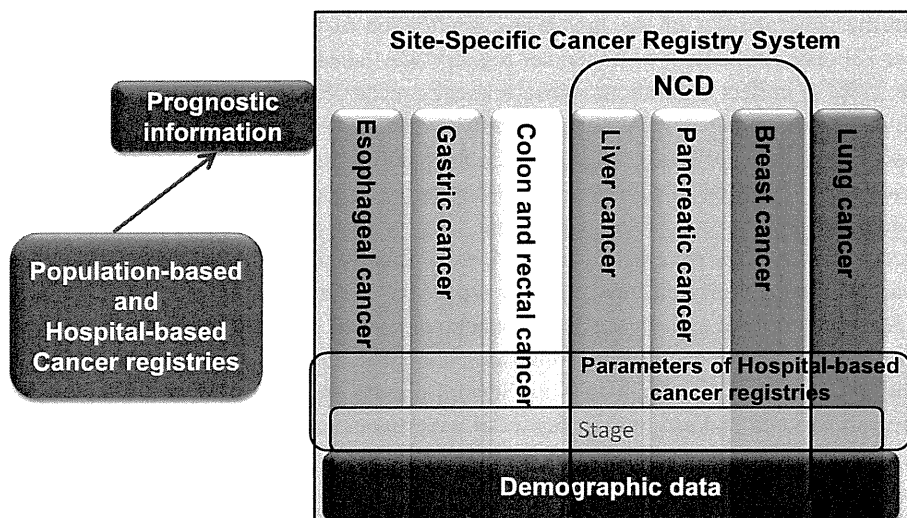 Site-Specific Cancer Registry System
NCD
Prognostic
information
Population-based
and
Hospital-based
Cancer registries
Esophageal cancer
Gastric cancer
Colon and rectal cancer
Liver cancer
Pancreatic cancer
Breast cancer
Lung cancer
Parameters of Hospital-based
cancer registries
Stage
Demographic data